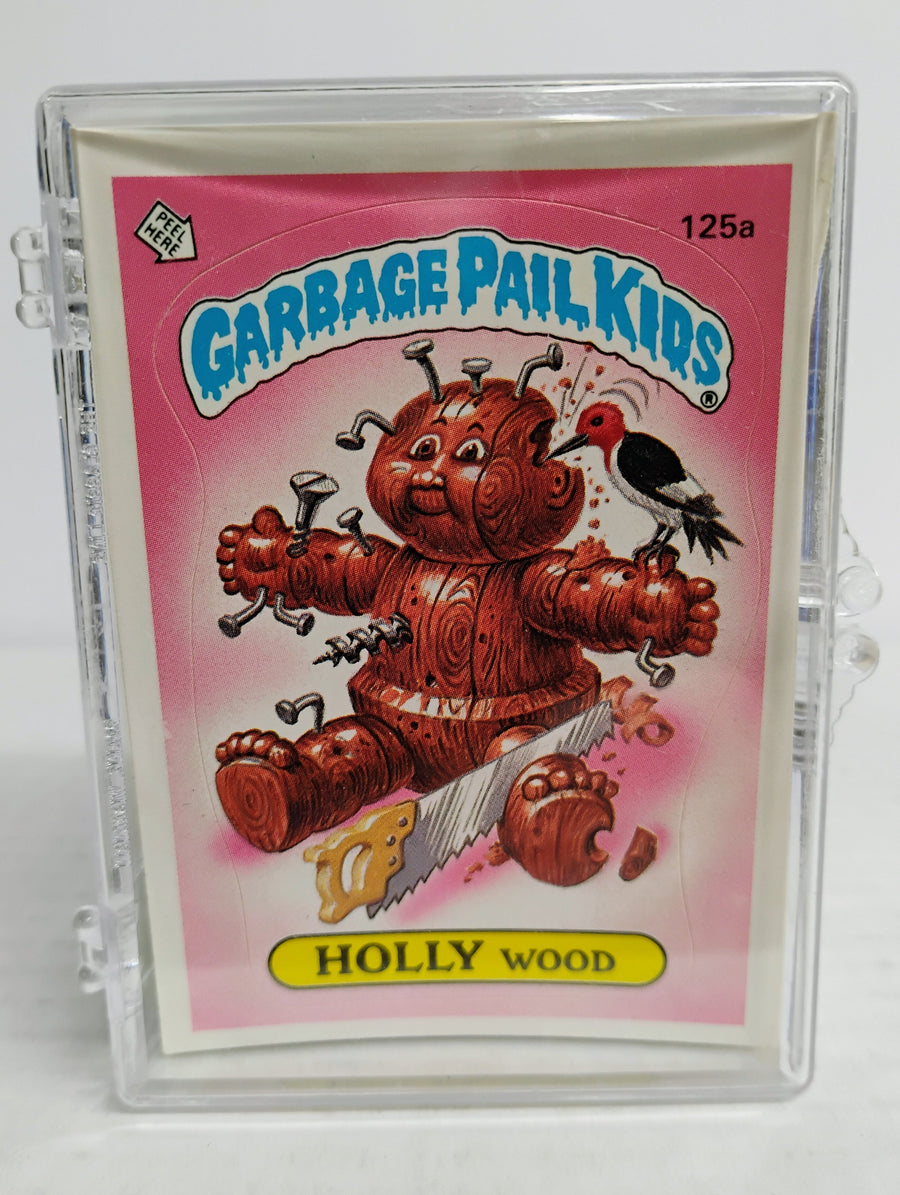 PEEL
HERE
125a
GARBAGE PAIL KIDS
®
HOLLY WOOD